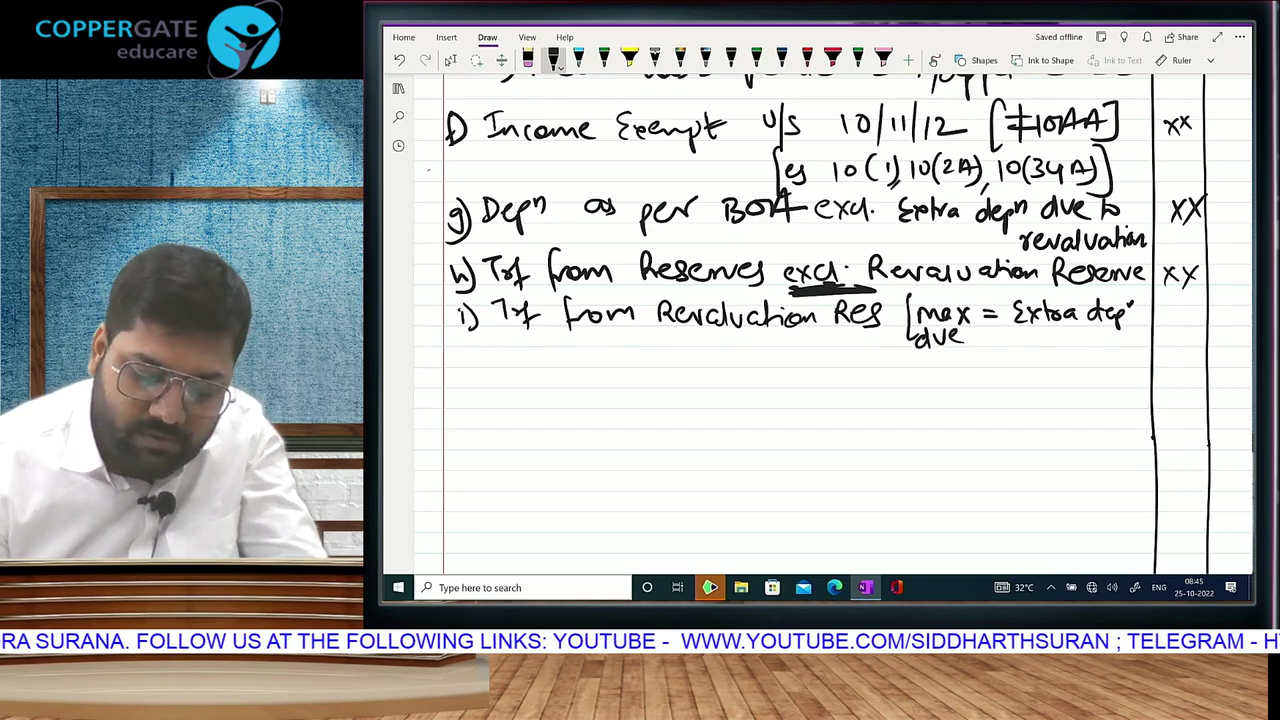 COPPERGATE
educare
Home Insert Draw View Help
Saved offline
Share
Shapes
Ink to Shape
Ink to Text
Ruler
f) Income Exempt u/s 10/11/12 [≠10AA] xx
[eg 10(1), 10(2A), 10(34A)]
g) Depn as per BOA excl. Extra depn due to xx
revaluation
h) Trf from Reserves excl. Revaluation Reserve xx
i) Trf from Revaluation Res [max = Extra depn
due
Type here to search
32°C
ENG
08:45
25-10-2022
RA SURANA. FOLLOW US AT THE FOLLOWING LINKS: YOUTUBE - WWW.YOUTUBE.COM/SIDDHARTHSURAN ; TELEGRAM - H